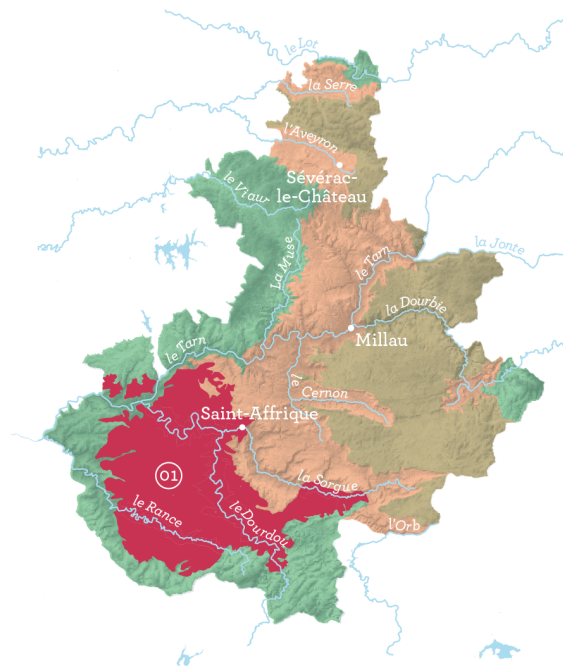 le Lot
la Serre
l'Aveyron
Sévérac-
le-Château
le Viaur
La Muse
le Tarn
la Jonte
la Dourbie
Millau
le Tarn
le
Cernon
Saint-Affrique
01
la Sorgue
le Rance
le Dourdou
l'Orb